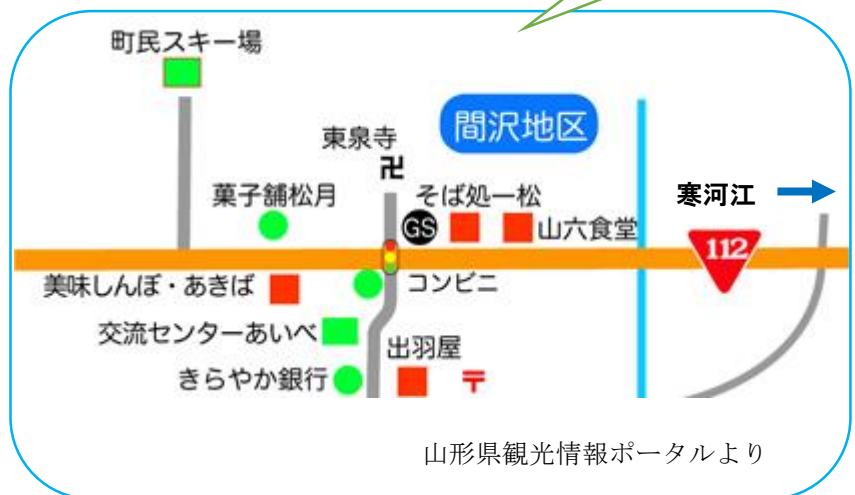 町民スキー場
東泉寺
間沢地区
卍
菓子舗松月
そば処一松
寒河江
GS
山六食堂
112
美味しんぼ・あきば
コンビニ
交流センターあいべ
出羽屋
きらやか銀行
〒
山形県観光情報ポータルより